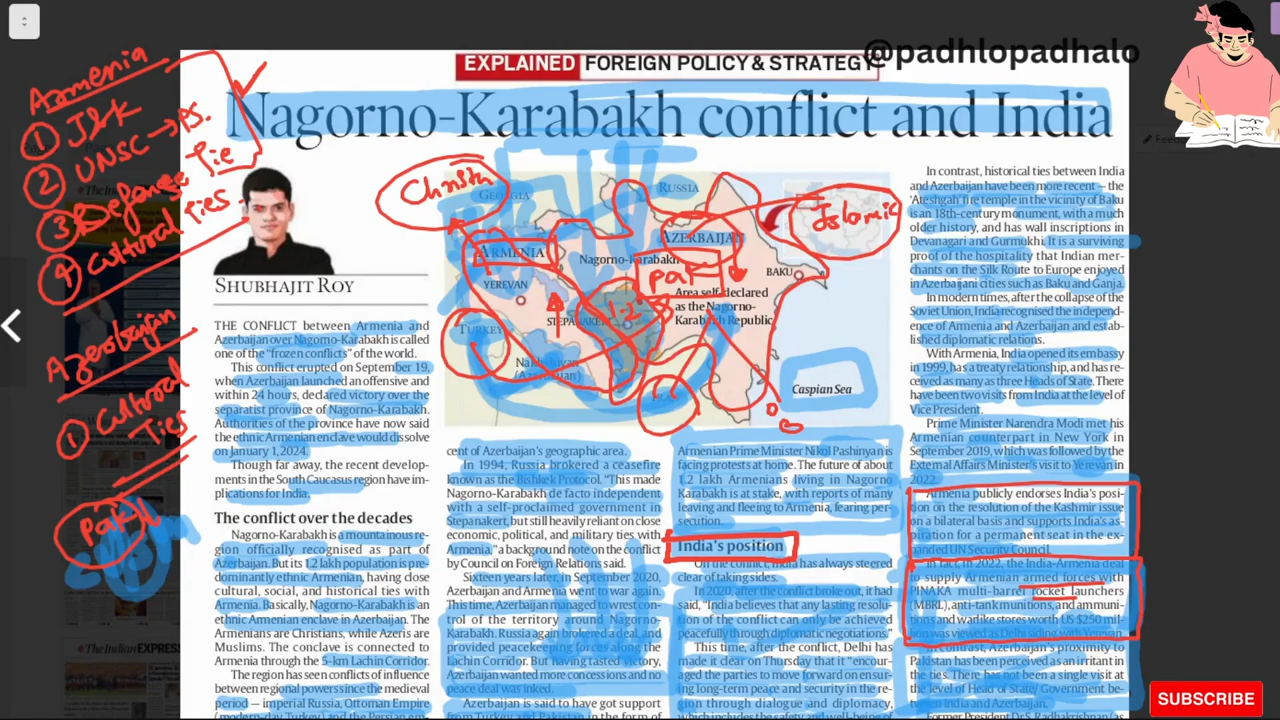 @padhlopadhalo
EXPLAINED FOREIGN POLICY & STRATEGY
Nagorno-Karabakh conflict and India
Armenia
① J&K
② UNSC → PS.
③ Defense Tie
④ Cultural Ties
Azerbaijan
① Cultural
Ties
Pak
SHUBHAJIT ROY
THE CONFLICT between Armenia and
Azerbaijan over Nagorno-Karabakh is called
one of the "frozen conflicts" of the world.
This conflict erupted on September 19,
when Azerbaijan launched an offensive and
within 24 hours, declared victory over the
separatist province of Nagorno-Karabakh.
Authorities of the province have now said
the ethnic Armenian enclave would dissolve
on January 1, 2024.
Though far away, the recent develop-
ments in the South Caucasus region have im-
plications for India.
The conflict over the decades
Nagorno-Karabakh is a mountainous re-
gion officially recognised as part of
Azerbaijan. But its 1.2 lakh population is pre-
dominantly ethnic Armenian, having close
cultural, social, and historical ties with
Armenia. Basically, Nagorno-Karabakh is an
ethnic Armenian enclave in Azerbaijan. The
Armenians are Christians, while Azeris are
Muslims. The conclave is connected to
Armenia through the 5-km Lachin Corridor.
The region has seen conflicts of influence
between regional powers since the medieval
period — imperial Russia, Ottoman Empire
(modern-day Turkey) and the Persian em-
GEORGIA
RUSSIA
ARMENIA
AZERBAIJAN
Nagorno-Karabakh
BAKU
YEREVAN
Area self-declared
as the Nagorno-
Karabakh Republic
STEPANAKERT
TURKEY
Nakhchivan
(Azerbaijan)
IRAN
Caspian Sea
Islamic
cent of Azerbaijan's geographic area.
In 1994, Russia brokered a ceasefire
known as the Bishkek Protocol. "This made
Nagorno-Karabakh de facto independent
with a self-proclaimed government in
Stepanakert, but still heavily reliant on close
economic, political, and military ties with
Armenia," a background note on the conflict
by Council on Foreign Relations said.
Sixteen years later, in September 2020,
Azerbaijan and Armenia went to war again.
This time, Azerbaijan managed to wrest con-
trol of the territory around Nagorno-
Karabakh. Russia again brokered a deal, and
provided peacekeeping forces along the
Lachin Corridor. But having tasted victory,
Azerbaijan wanted more concessions and no
peace deal was inked.
Azerbaijan is said to have got support
from Turkey and Pakistan in the form of
Armenian Prime Minister Nikol Pashinyan is
facing protests at home. The future of about
1.2 lakh Armenians living in Nagorno
Karabakh is at stake, with reports of many
leaving and fleeing to Armenia, fearing per-
secution.
India's position
On the conflict, India has always steered
clear of taking sides.
In 2020, after the conflict broke out, it had
said, "India believes that any lasting resolu-
tion of the conflict can only be achieved
peacefully through diplomatic negotiations."
This time, after the conflict, Delhi has
made it clear on Thursday that it "encour-
aged the parties to move forward on ensur-
ing long-term peace and security in the re-
gion through dialogue and diplomacy,
which includes the safety and well-being of
In contrast, historical ties between India
and Azerbaijan have been more recent — the
'Ateshgah' fire temple in the vicinity of Baku
is an 18th-century monument, with a much
older history, and has wall inscriptions in
Devanagari and Gurmukhi. It is a surviving
proof of the hospitality that Indian mer-
chants on the Silk Route to Europe enjoyed
in Azerbaijani cities such as Baku and Ganja.
In modern times, after the collapse of the
Soviet Union, India recognised the independ-
ence of Armenia and Azerbaijan and estab-
lished diplomatic relations.
With Armenia, India opened its embassy
in 1999, has a treaty relationship, and has re-
ceived as many as three Heads of State. There
have been two visits from India at the level of
Vice President.
Prime Minister Narendra Modi met his
Armenian counterpart in New York in
September 2019, which was followed by the
External Affairs Minister's visit to Yerevan in
2022.
Armenia publicly endorses India's posi-
tion on the resolution of the Kashmir issue
on a bilateral basis and supports India's as-
piration for a permanent seat in the ex-
panded UN Security Council.
In fact, in 2022, the India-Armenia deal
to supply Armenian armed forces with
PINAKA multi-barrel rocket launchers
(MBRL), anti-tank munitions, and ammuni-
tions and warlike stores worth US $250 mil-
lion was viewed as Delhi siding with Yerevan.
In contrast, Azerbaijan's proximity to
Pakistan has been perceived as an irritant in
the ties. There has not been a single visit at
the level of Head of State/Government be-
tween India and Azerbaijan.
Former President Dr S. Radhakrishnan as
SUBSCRIBE